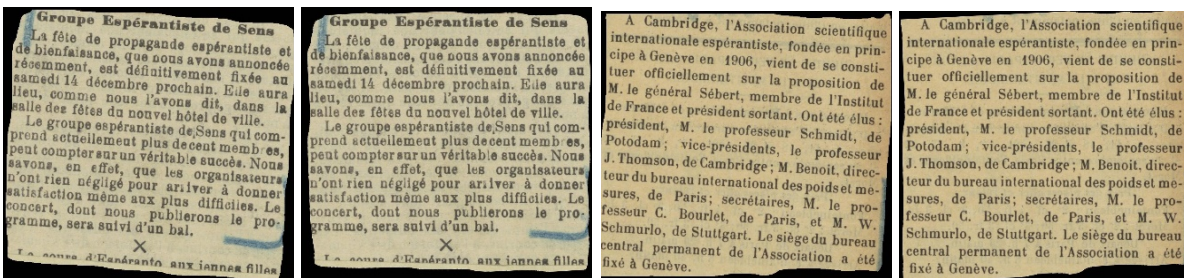 Groupe Espérantiste de Sens
La fête de propagande espérantiste et
de bienfaisance, que nous avons annoncée
récemment, est définitivement fixée au
samedi 14 décembre prochain. Elle aura
lieu, comme nous l'avons dit, dans la
salle des fêtes du nouvel hôtel de ville.
Le groupe espérantiste de Sens qui com-
prend actuellement plus de cent membres,
peut compter sur un véritable succès. Nous
savons, en effet, que les organisateurs
n'ont rien négligé pour arriver à donner
satisfaction même aux plus difficiles. Le
concert, dont nous publierons le pro-
gramme, sera suivi d'un bal.
×
Le cours d'Espéranto aux jeunes filles
Groupe Espérantiste de Sens
La fête de propagande espérantiste et
de bienfaisance, que nous avons annoncée
récemment, est définitivement fixée au
samedi 14 décembre prochain. Elle aura
lieu, comme nous l'avons dit, dans la
salle des fêtes du nouvel hôtel de ville.
Le groupe espérantiste de Sens qui com-
prend actuellement plus de cent membres,
peut compter sur un véritable succès. Nous
savons, en effet, que les organisateurs
n'ont rien négligé pour arriver à donner
satisfaction même aux plus difficiles. Le
concert, dont nous publierons le pro-
gramme, sera suivi d'un bal.
×
Le cours d'Espéranto aux jeunes filles
A Cambridge, l'Association scientifique
internationale espérantiste, fondée en prin-
cipe à Genève en 1906, vient de se consti-
tuer officiellement sur la proposition de
M. le général Sébert, membre de l'Institut
de France et président sortant. Ont été élus :
président, M. le professeur Schmidt, de
Potodam ; vice-présidents, le professeur
J. Thomson, de Cambridge ; M. Benoit, direc-
teur du bureau international des poids et me-
sures, de Paris ; secrétaires, M. le pro-
fesseur C. Bourlet, de Paris, et M. W.
Schmurlo, de Stuttgart. Le siège du bureau
central permanent de l'Association a été
fixé à Genève.
A Cambridge, l'Association scientifique
internationale espérantiste, fondée en prin-
cipe à Genève en 1906, vient de se consti-
tuer officiellement sur la proposition de
M. le général Sébert, membre de l'Institut
de France et président sortant. Ont été élus :
président, M. le professeur Schmidt, de
Potodam ; vice-présidents, le professeur
J. Thomson, de Cambridge ; M. Benoit, direc-
teur du bureau international des poids et me-
sures, de Paris ; secrétaires, M. le pro-
fesseur C. Bourlet, de Paris, et M. W.
Schmurlo, de Stuttgart. Le siège du bureau
central permanent de l'Association a été
fixé à Genève.